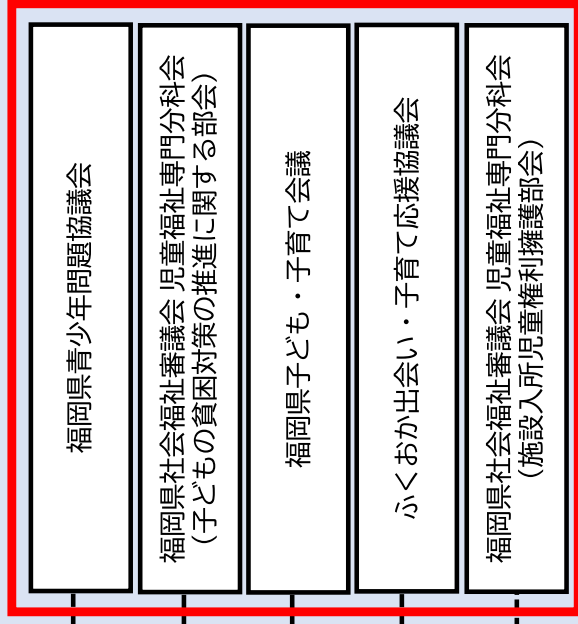 福岡県青少年問題協議会
福岡県社会福祉審議会 児童福祉専門分科会
（子どもの貧困対策の推進に関する部会）
福岡県子ども・子育て会議
ふくおか出会い・子育て応援協議会
福岡県社会福祉審議会 児童福祉専門分科会
（施設入所児童権利擁護部会）